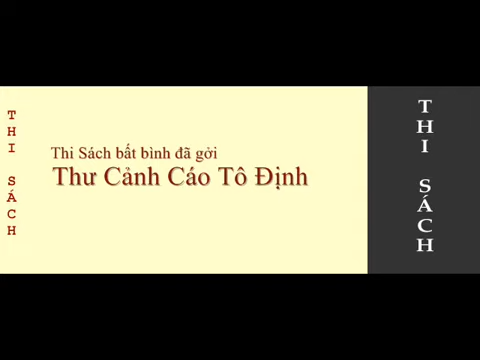 THI SÁCH
Thi Sách bất bình đã gởi
Thư Cảnh Cáo Tô Định
THI SÁCH